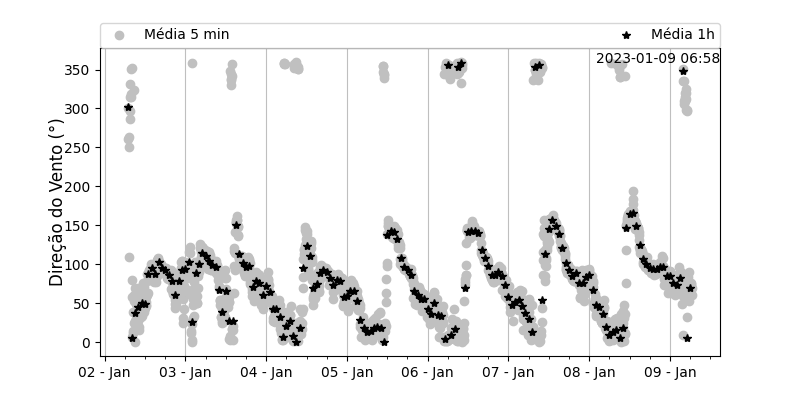 Média 5 min
Média 1h
2023-01-09 06:58
Direção do Vento (°)
350
300
250
200
150
100
50
0
02 - Jan
03 - Jan
04 - Jan
05 - Jan
06 - Jan
07 - Jan
08 - Jan
09 - Jan